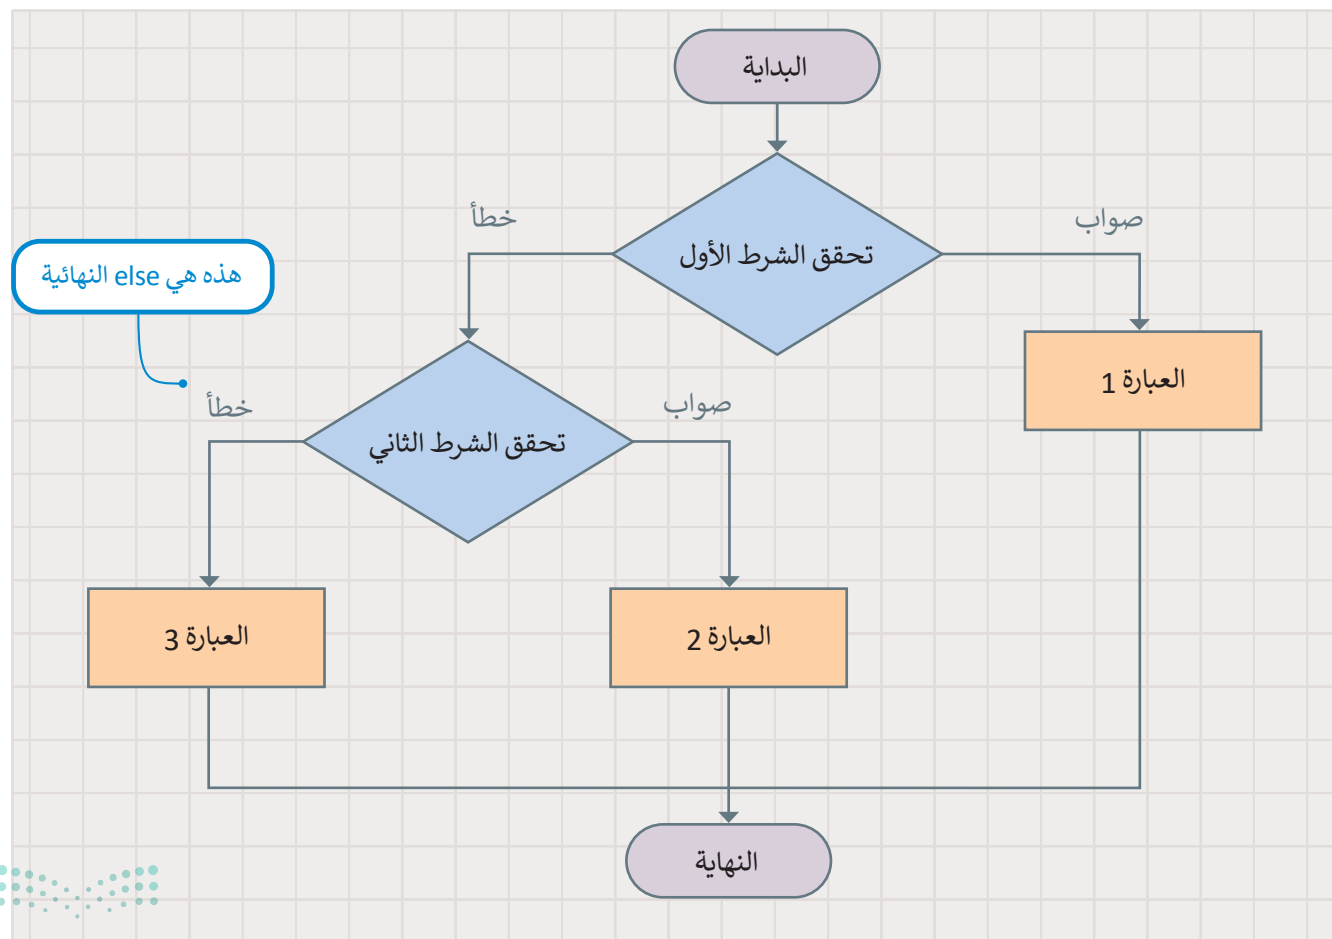 البداية
تحقق الشرط الأول
صواب
خطأ
هذه هي else النهائية
العبارة 1
تحقق الشرط الثاني
صواب
خطأ
العبارة 2
العبارة 3
النهاية